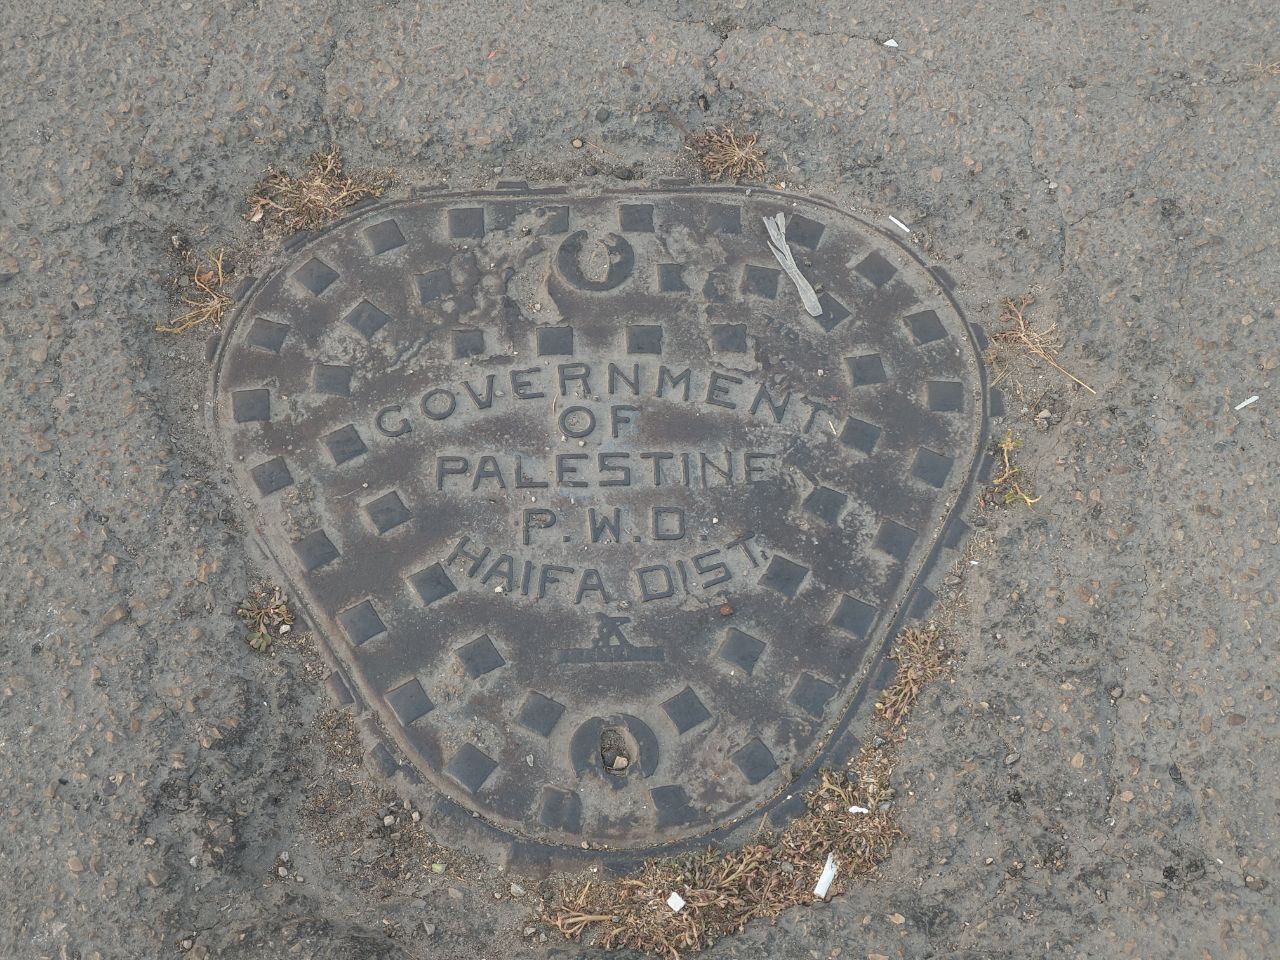 GOVERNMENT
OF
PALESTINE
P.W.D.
HAIFA DIST.